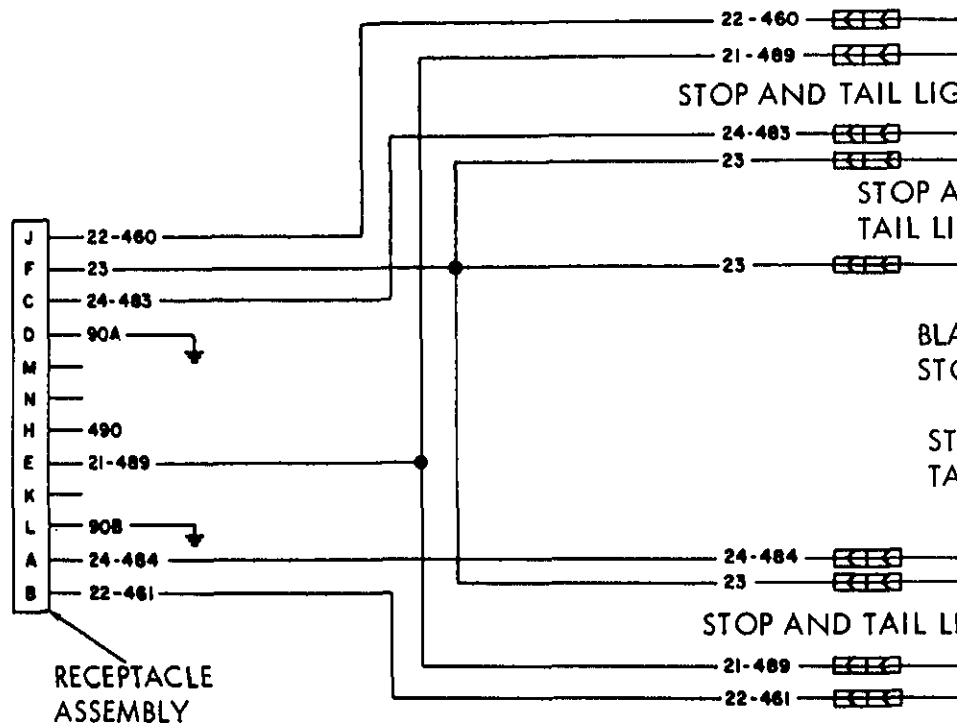 22-460
21-489
STOP AND TAIL LIG
24-483
23
STOP A
TAIL LI
J 22-460
F 23
23
C 24-483
D 90A
BLA
STO
M
N
H 490
ST
TA
E 21-489
K
L 90B
A 24-484
24-484
23
B 22-461
STOP AND TAIL LI
21-489
22-461
RECEPTACLE
ASSEMBLY